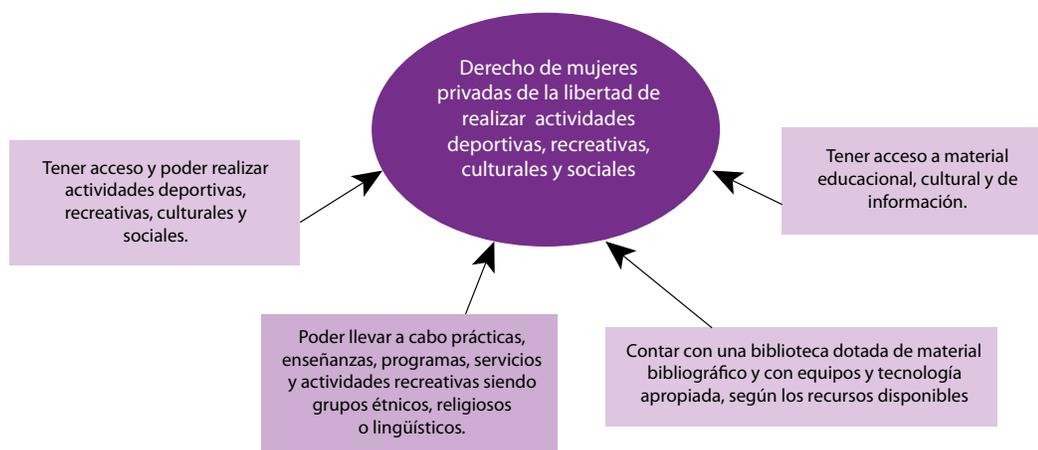 Derecho de mujeres
privadas de la libertad de
realizar actividades
deportivas, recreativas,
culturales y sociales
Tener acceso y poder realizar
actividades deportivas,
recreativas, culturales y
sociales.
Tener acceso a material
educacional, cultural y de
información.
Poder llevar a cabo prácticas,
enseñanzas, programas, servicios
y actividades recreativas siendo
grupos étnicos, religiosos
o lingüísticos.
Contar con una biblioteca dotada de material
bibliográfico y con equipos y tecnología
apropiada, según los recursos disponibles